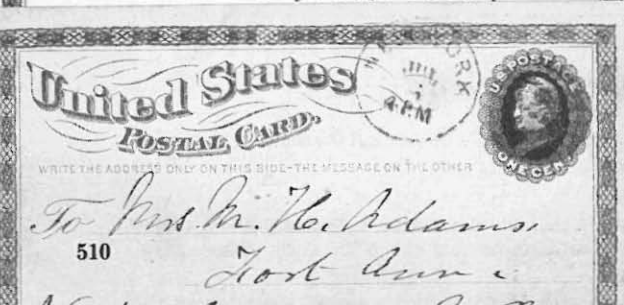 United States
POSTAL CARD.
NEW YORK
JUL
5
4 PM
U.S. POSTAGE
ONE CENT
WRITE THE ADDRESS ONLY ON THIS SIDE-THE MESSAGE ON THE OTHER
To Mrs. M. H. Adams,
510
Fort Ann